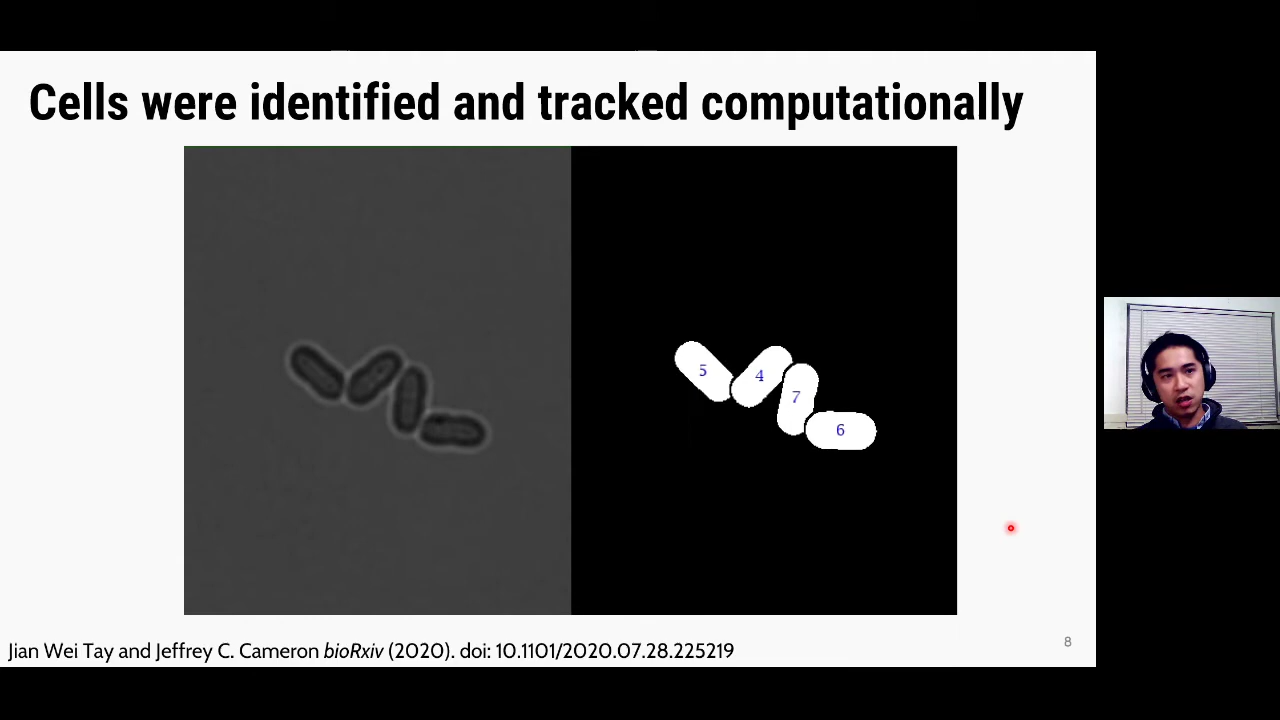 Cells were identified and tracked computationally
5
4
7
6
Jian Wei Tay and Jeffrey C. Cameron bioRxiv (2020). doi: 10.1101/2020.07.28.225219
8